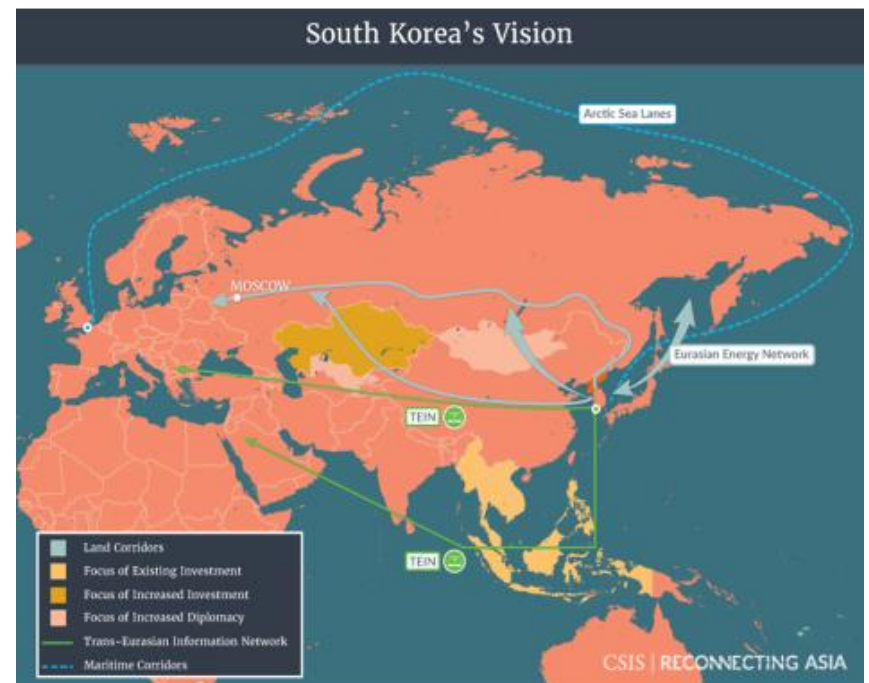 South Korea's Vision
Arctic Sea Lanes
MOSCOW
Eurasian Energy Network
TEIN
TEIN
Land Corridors
Focus of Existing Investment
Focus of Increased Investment
Focus of Increased Diplomacy
Trans-Eurasian Information Network
Maritime Corridors
CSIS | RECONNECTING ASIA